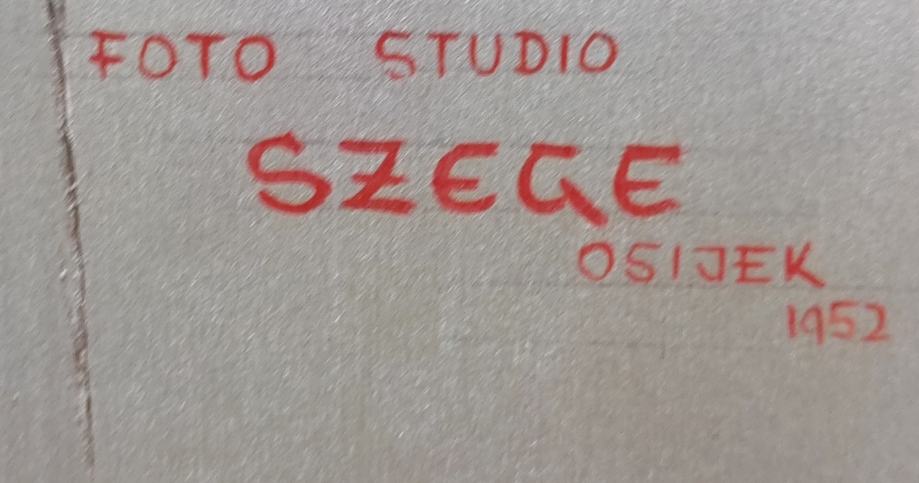 FOTO STUDIO
SZEGE
OSIJEK
1952